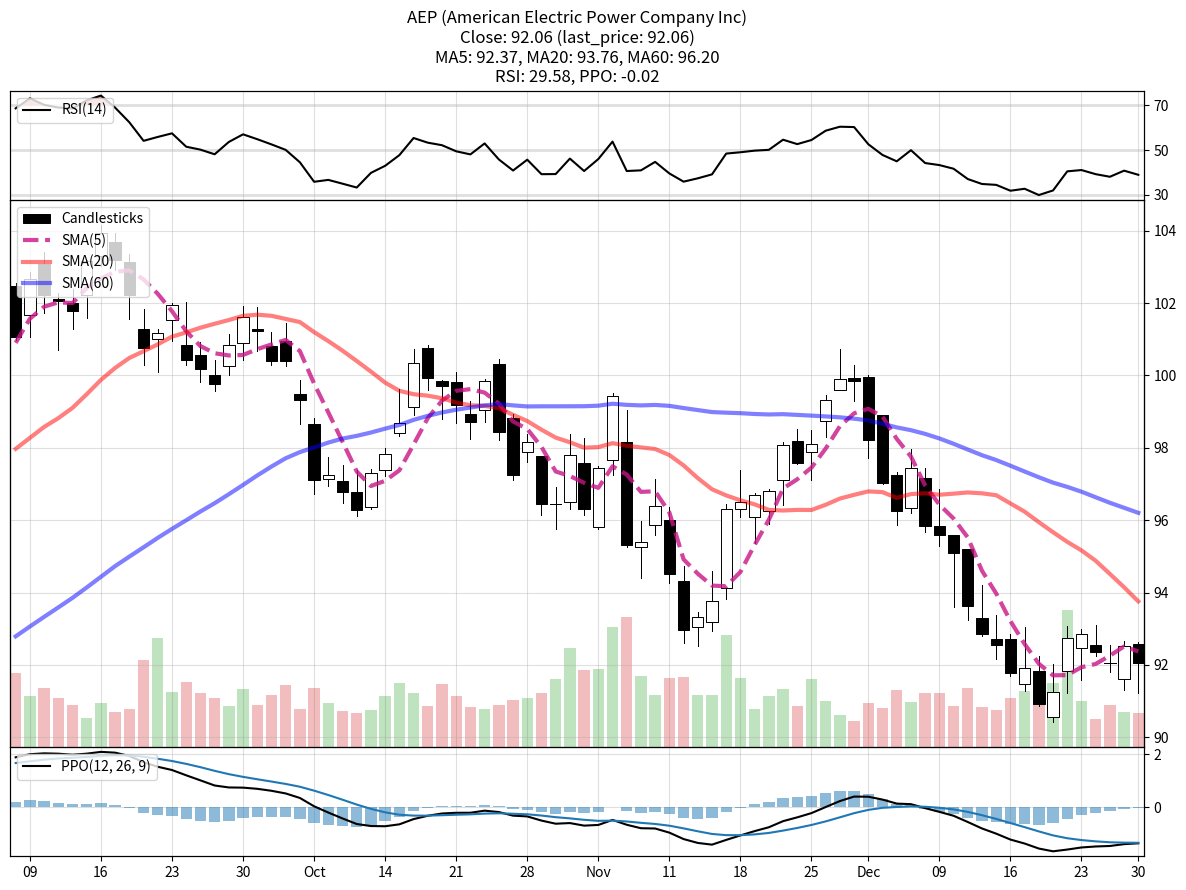 AEP (American Electric Power Company Inc)
Close: 92.06 (last_price: 92.06)
MA5: 92.37, MA20: 93.76, MA60: 96.20
RSI: 29.58, PPO: -0.02
RSI(14)
70
50
30
Candlesticks
SMA(5)
SMA(20)
SMA(60)
104
102
100
98
96
94
92
90
PPO(12, 26, 9)
2
0
09 16 23 30 Oct 14 21 28 Nov 11 18 25 Dec 09 16 23 30